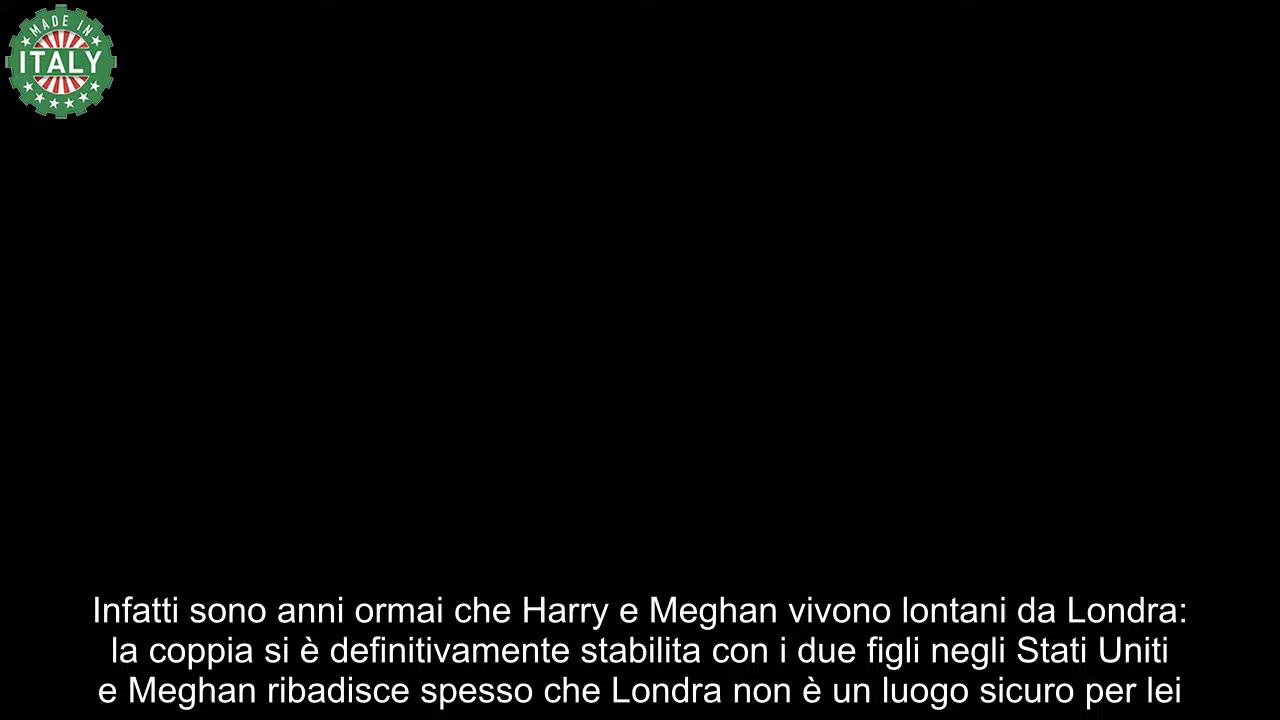 MADE IN
ITALY
Infatti sono anni ormai che Harry e Meghan vivono lontani da Londra:
la coppia si è definitivamente stabilita con i due figli negli Stati Uniti
e Meghan ribadisce spesso che Londra non è un luogo sicuro per lei